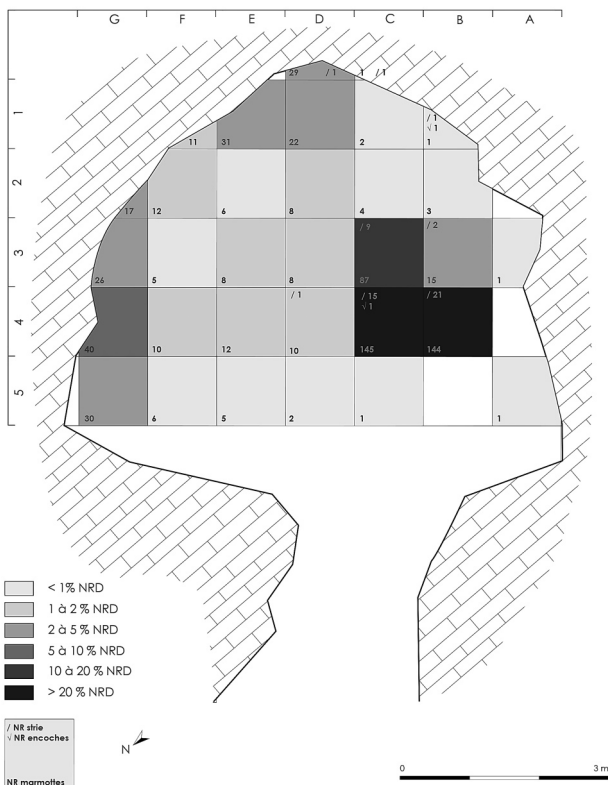 G F E D C B A
29 / 1 1 / 1
1
/ 1
√ 1
11 31 22 2 1
2
17 12 6 8 4 3
3
/ 9 / 2
26 5 8 8 87 15 1
4
/ 1 / 15 / 21
√ 1
40 10 12 10 145 144
5
30 6 5 2 1 1
< 1% NRD
1 à 2% NRD
2 à 5% NRD
5 à 10 % NRD
10 à 20 % NRD
> 20 % NRD
/ NR strie
√ NR encoches
NR marmottes
N
0 3 m